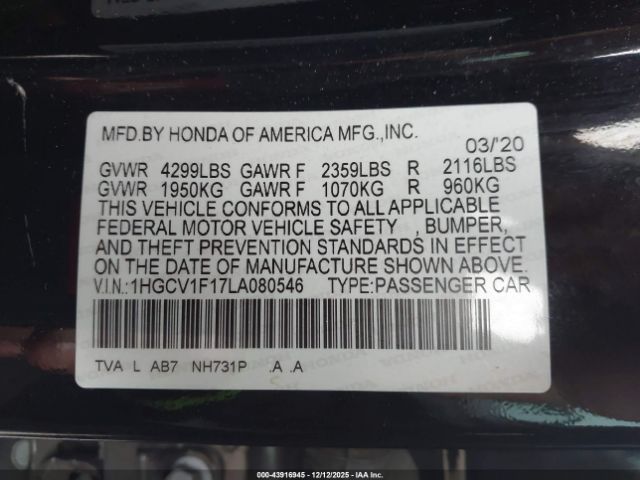 MFD.BY HONDA OF AMERICA MFG.,INC. 03/'20
GVWR 4299LBS GAWR F 2359LBS R 2116LBS
GVWR 1950KG GAWR F 1070KG R 960KG
THIS VEHICLE CONFORMS TO ALL APPLICABLE
FEDERAL MOTOR VEHICLE SAFETY , BUMPER,
AND THEFT PREVENTION STANDARDS IN EFFECT
ON THE DATE OF MANUFACTURE SHOWN ABOVE.
V.I.N.:1HGCV1F17LA080546 TYPE:PASSENGER CAR
TVA L AB7 NH731P .A .A
000-43916945 - 12/12/2025 - IAAI.COM